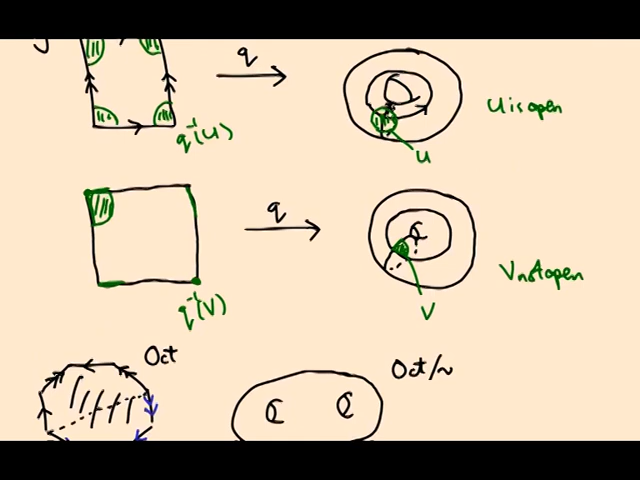 q
q⁻¹(U)
U
U is open
q
q⁻¹(V)
V
V not open
Oct
Oct/~